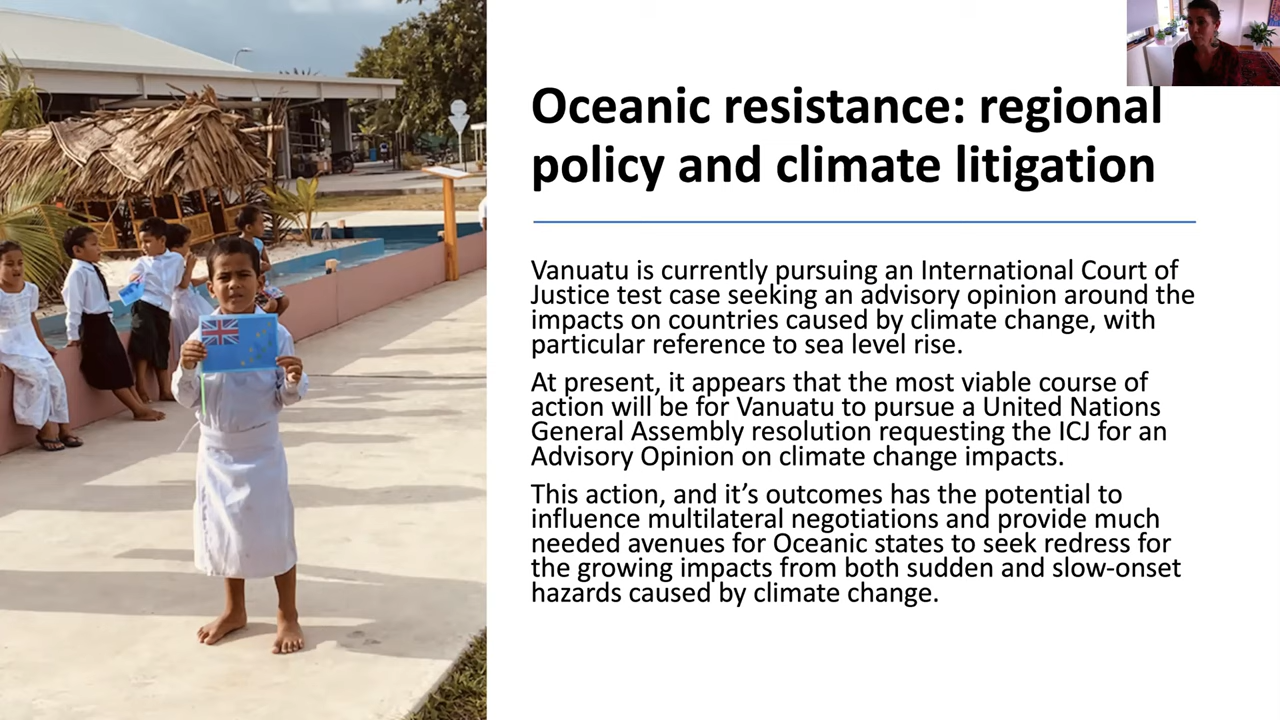 Oceanic resistance: regional
policy and climate litigation
Vanuatu is currently pursuing an International Court of
Justice test case seeking an advisory opinion around the
impacts on countries caused by climate change, with
particular reference to sea level rise.
At present, it appears that the most viable course of
action will be for Vanuatu to pursue a United Nations
General Assembly resolution requesting the ICJ for an
Advisory Opinion on climate change impacts.
This action, and it’s outcomes has the potential to
influence multilateral negotiations and provide much
needed avenues for Oceanic states to seek redress for
the growing impacts from both sudden and slow-onset
hazards caused by climate change.